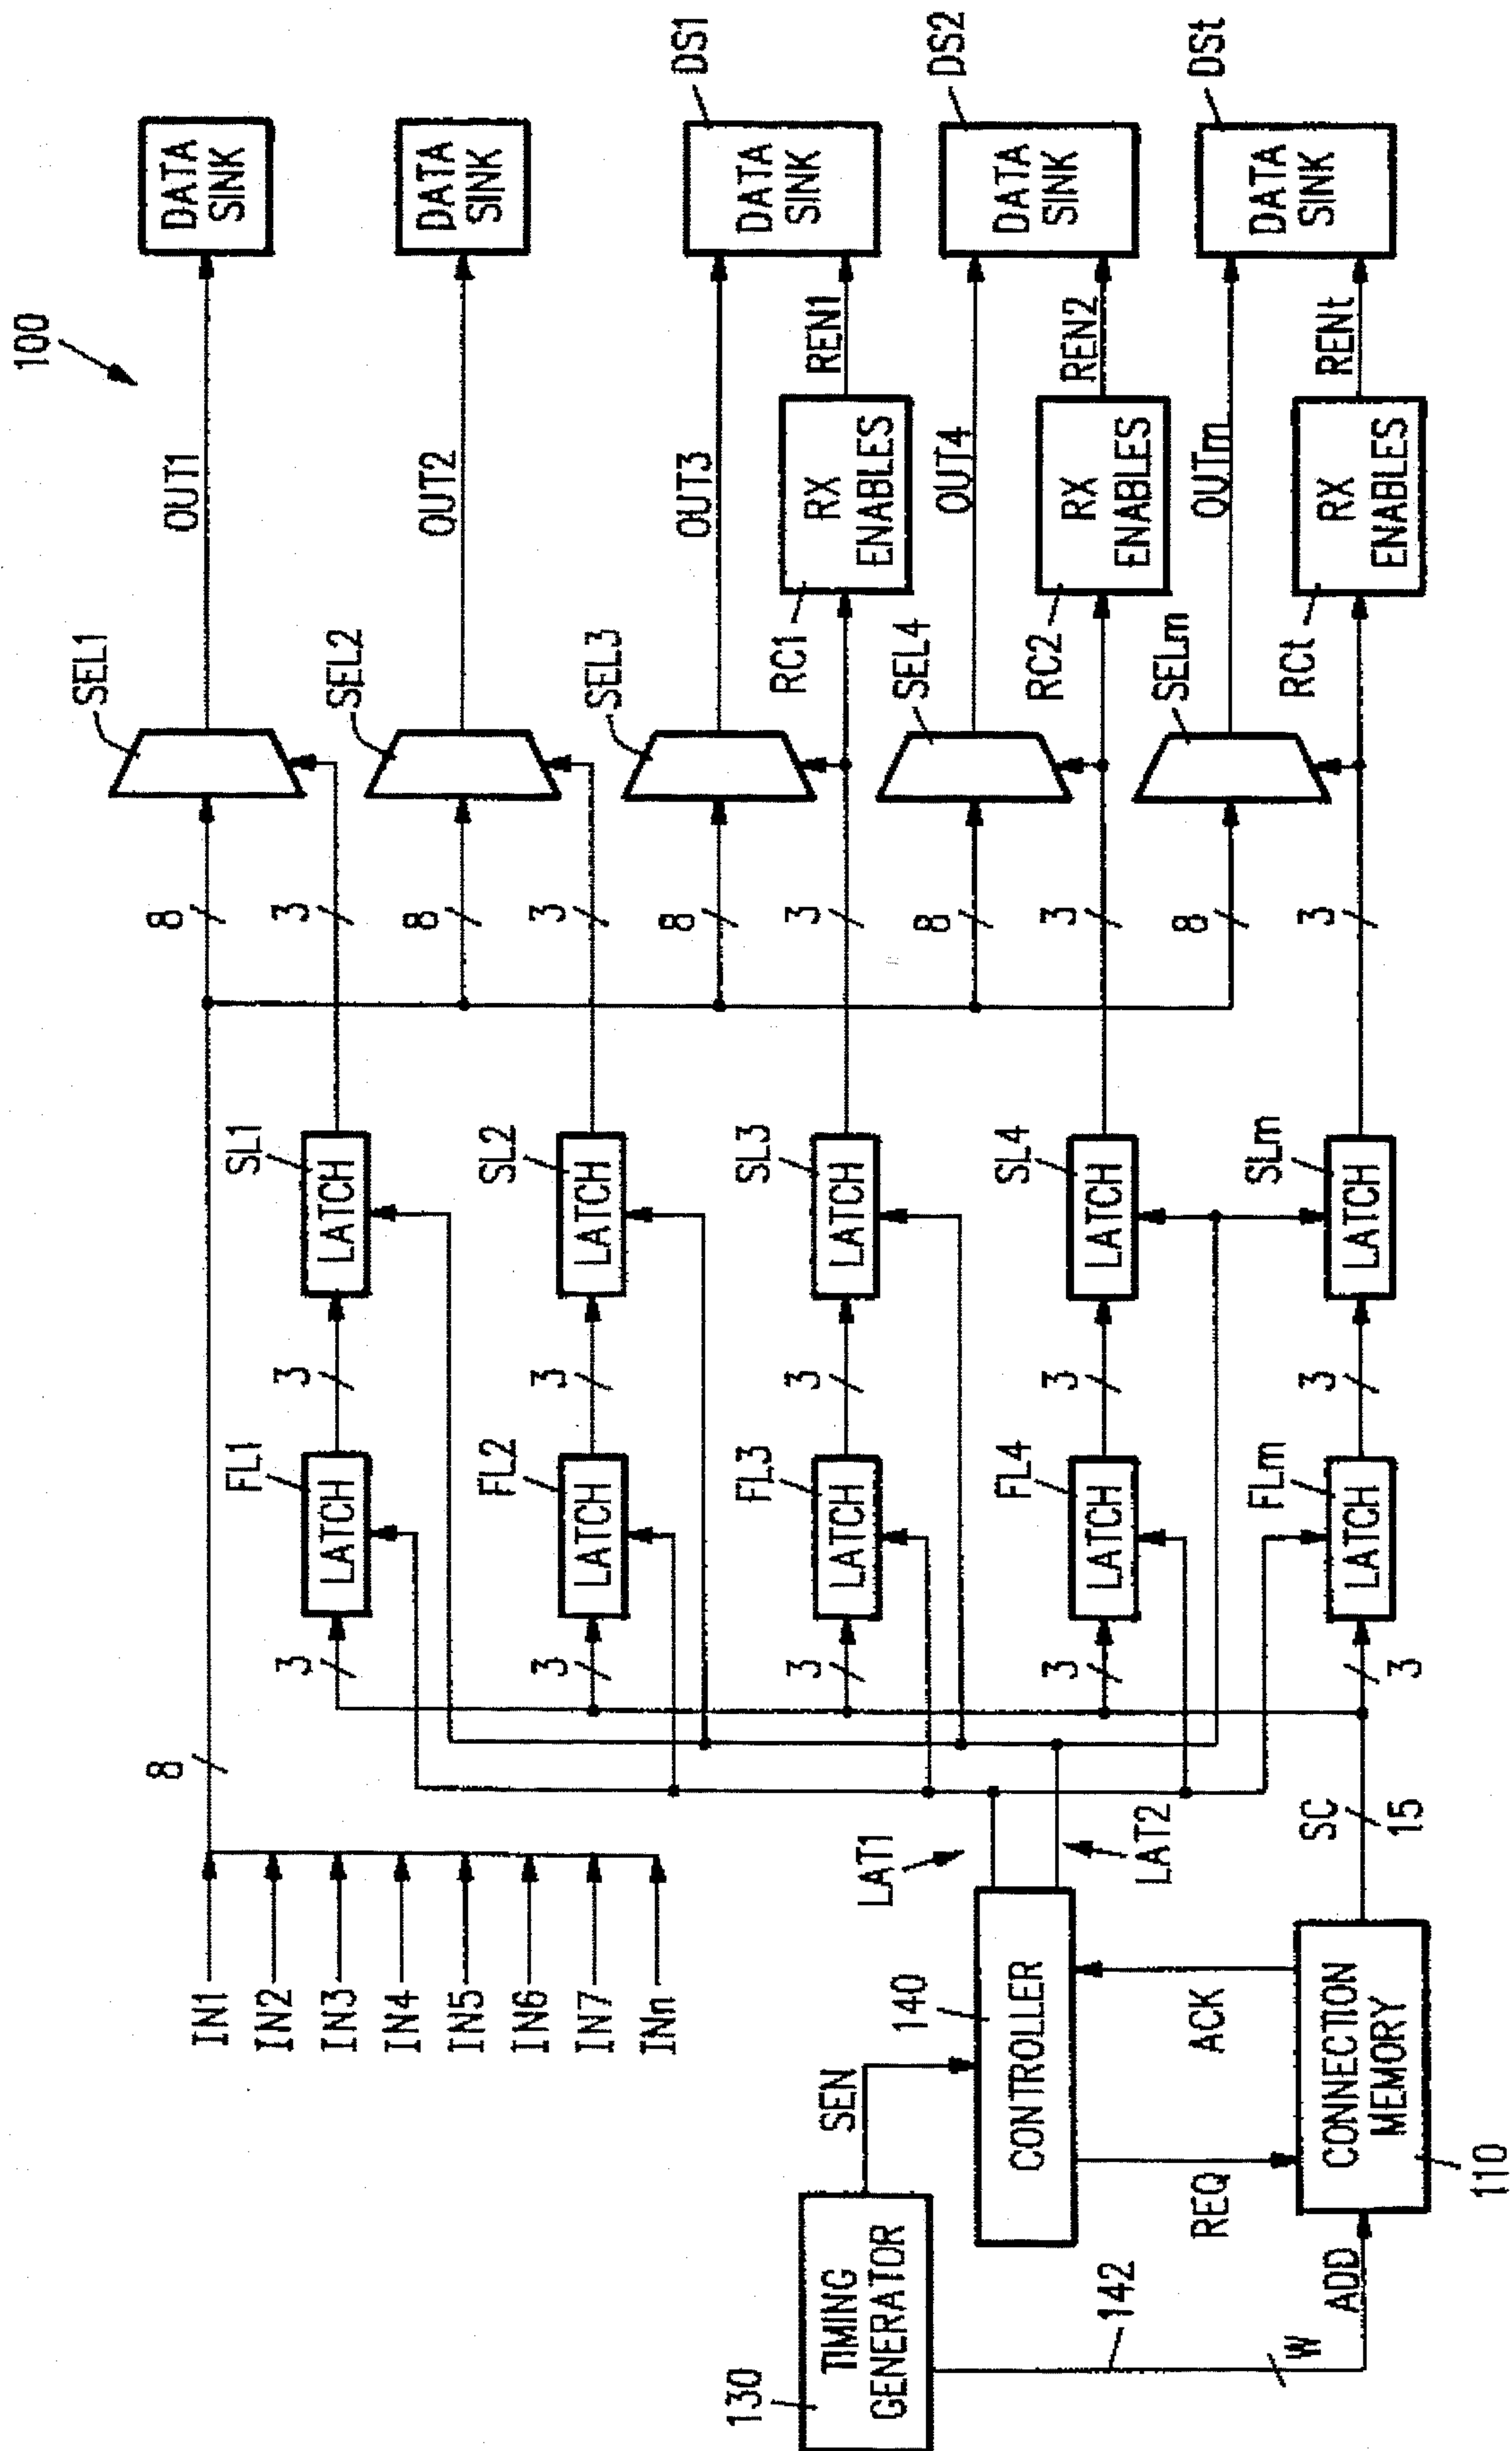 100
IN1
IN2
IN3
IN4
IN5
IN6
IN7
INn
8
8
3
8
3
8
3
8
3
8
3
SEL1
SEL2
SEL3
SEL4
SELm
OUT1
OUT2
OUT3
OUT4
OUTm
DATA
SINK
DATA
SINK
DATA
SINK
DS1
DATA
SINK
DS2
DATA
SINK
DSt
RX
ENABLES
RC1
REN1
RX
ENABLES
RC2
REN2
RX
ENABLES
RCt
RENt
3
FL1
LATCH
3
SL1
LATCH
3
FL2
LATCH
3
SL2
LATCH
3
FL3
LATCH
3
SL3
LATCH
3
FL4
LATCH
3
SL4
LATCH
3
FLm
LATCH
3
SLm
LATCH
130
TIMING
GENERATOR
SEN
140
CONTROLLER
LAT1
LAT2
REQ
ACK
142
W
ADD
CONNECTION
MEMORY
110
SC
15